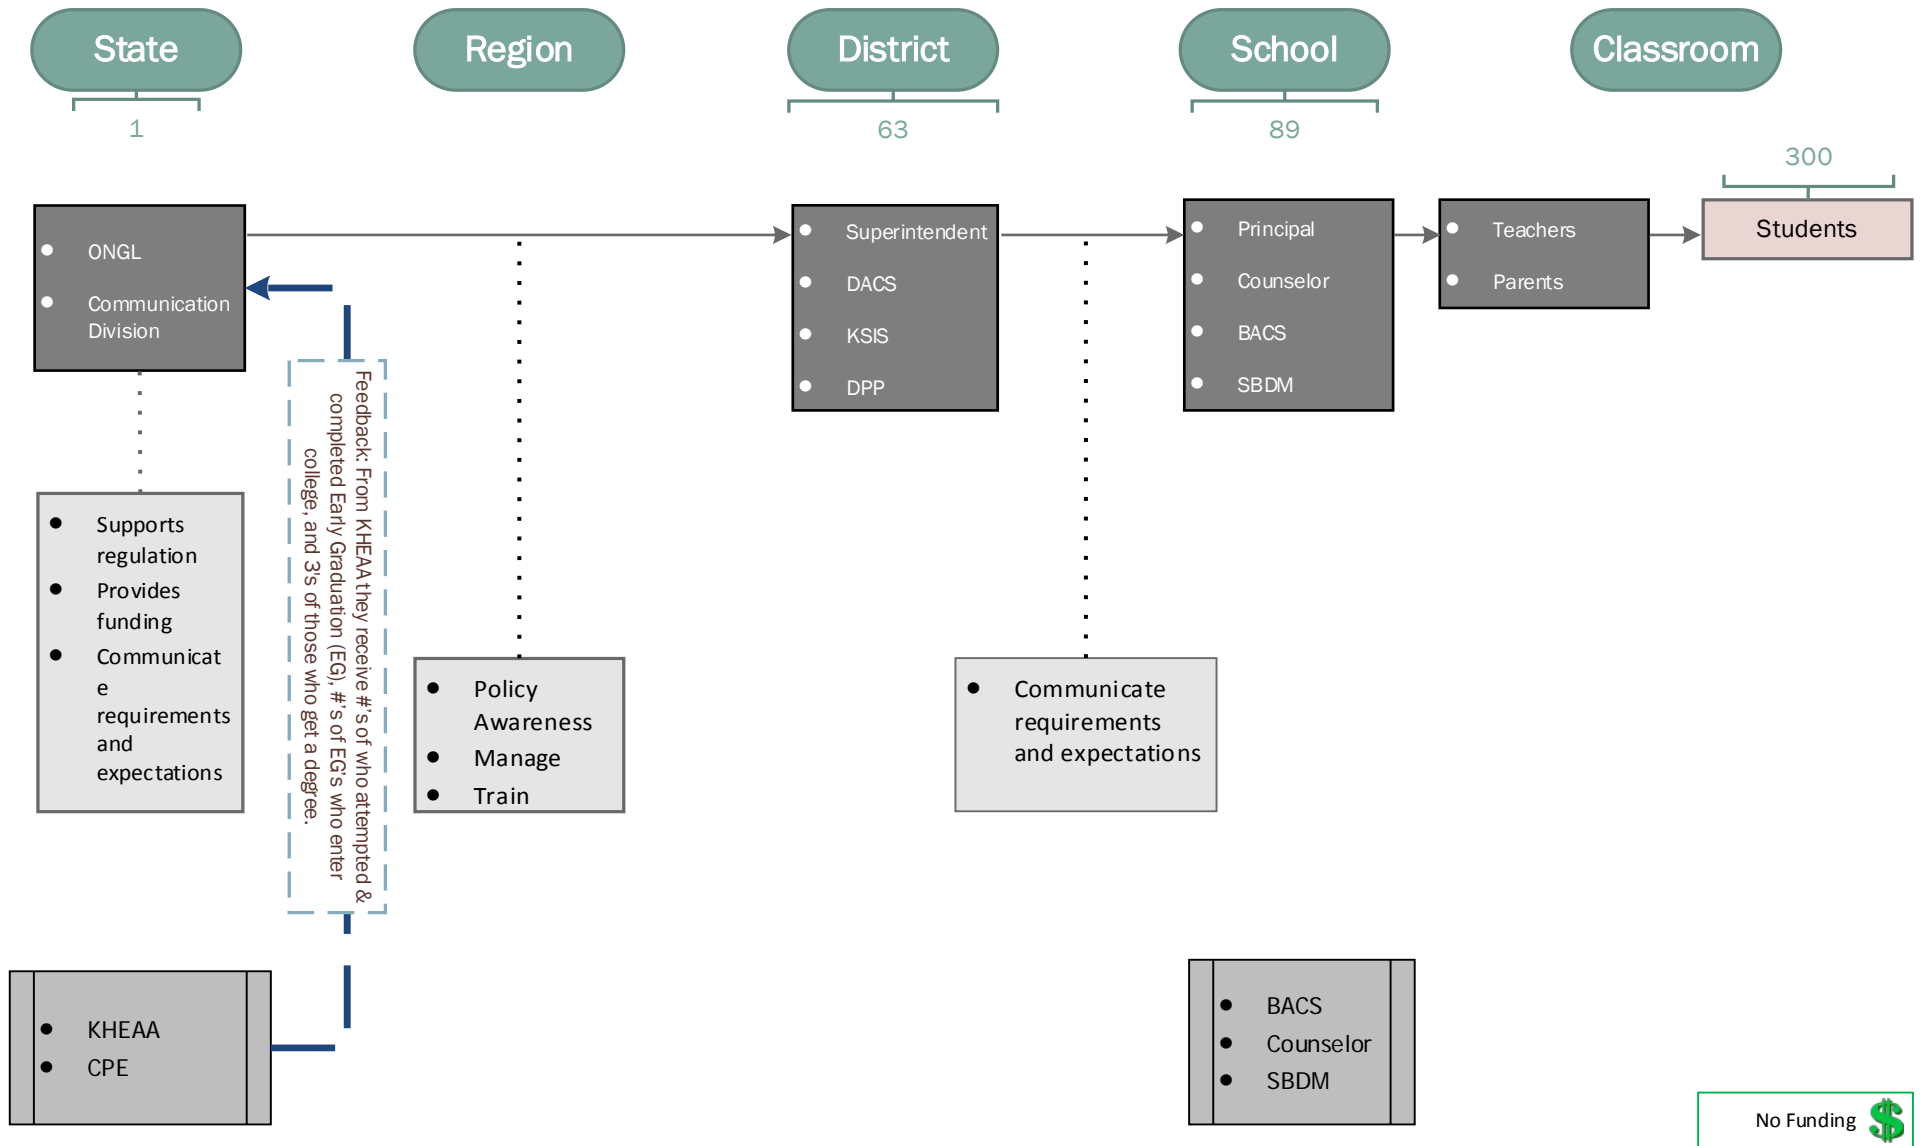 State
Region
District
School
Classroom
1
63
89
300
ONGL
Communication
Division
Superintendent
DACS
KSIS
DPP
Principal
Counselor
BACS
SBDM
Teachers
Parents
Students
Supports
regulation
Provides
funding
Communicat
e
requirements
and
expectations
Feedback: From KHEAA they receive #'s of who attempted &
completed Early Graduation (EG), #'s of EG's who enter
college, and 3's of those who get a degree.
Policy
Awareness
Manage
Train
Communicate
requirements
and expectations
KHEAA
CPE
BACS
Counselor
SBDM
No Funding